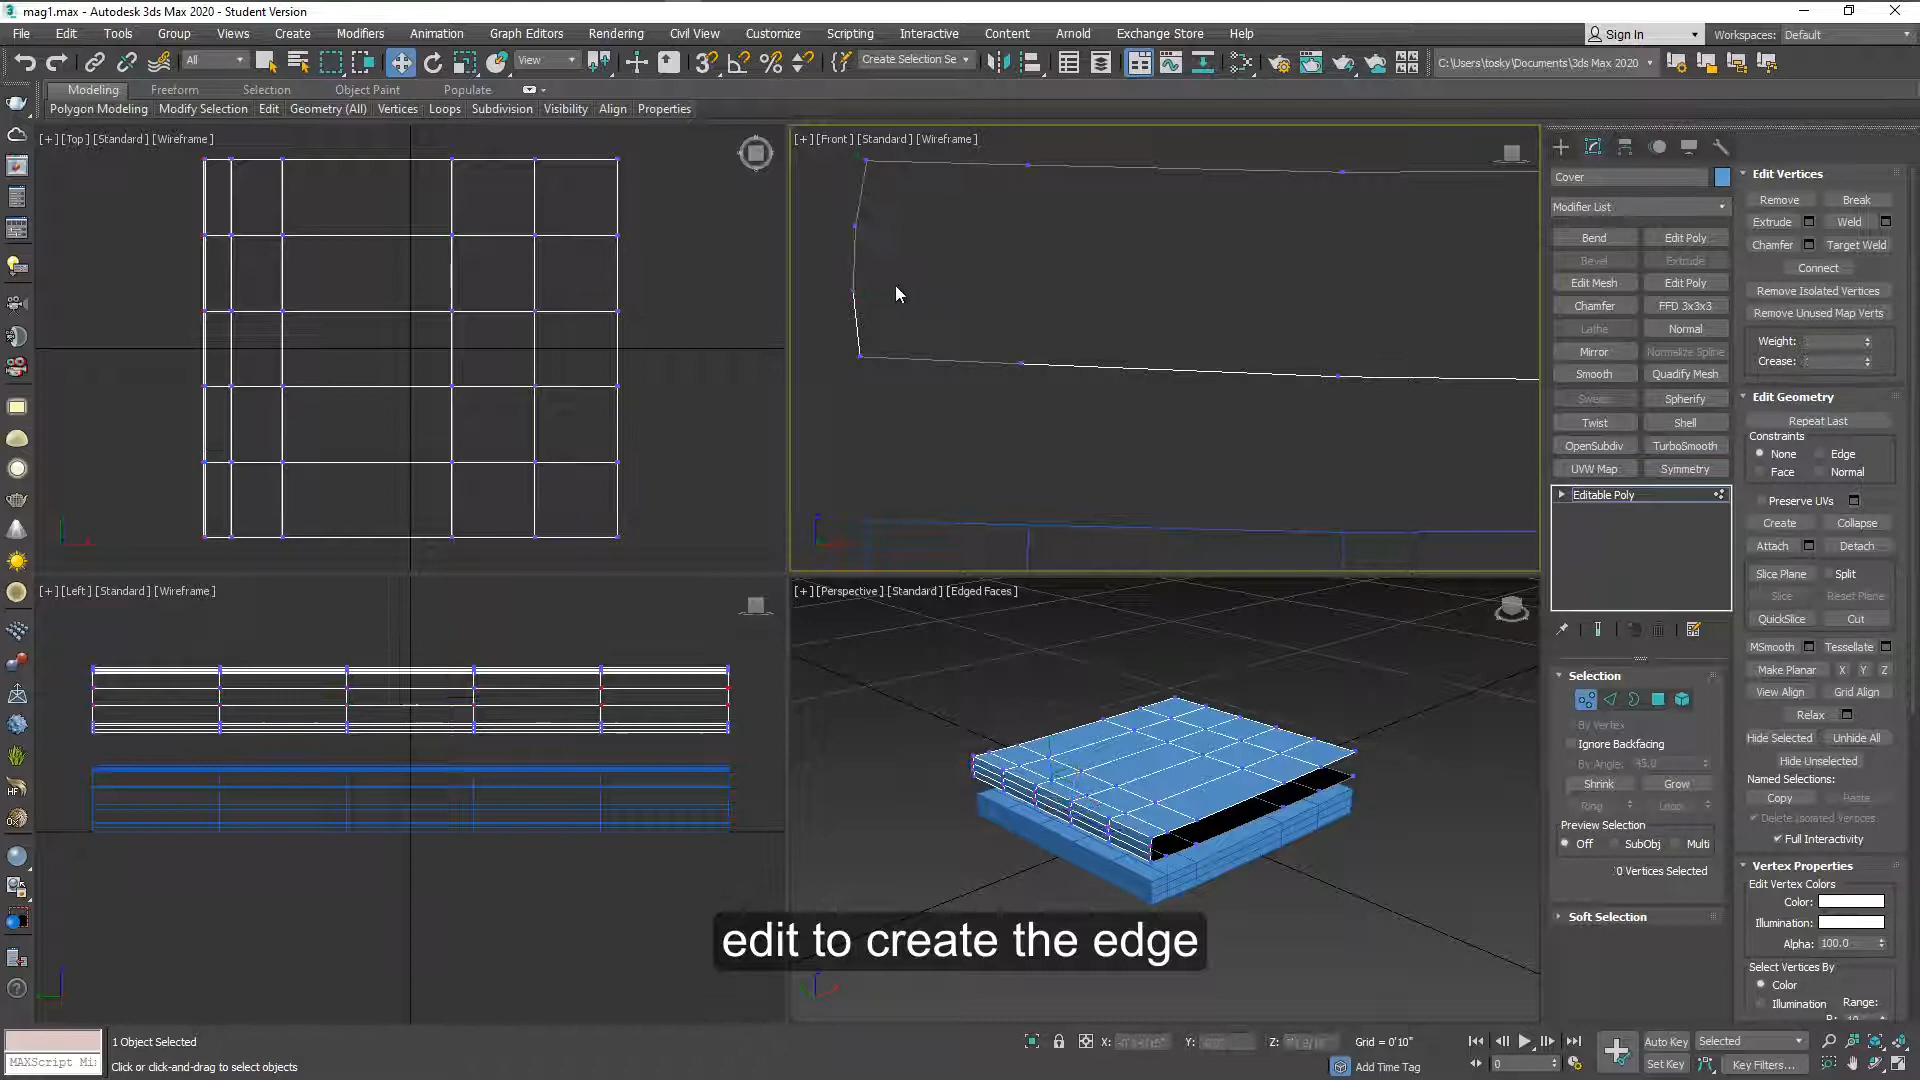 mag1.max - Autodesk 3ds Max 2020 - Student Version
File Edit Tools Group Views Create Modifiers Animation Graph Editors Rendering Civil View Customize Scripting Interactive Content Arnold Exchange Store Help
Sign In Workspaces: Default
All View Create Selection Se C:\Users\tosky\Documents\3ds Max 2020
Modeling Freeform Selection Object Paint Populate
Polygon Modeling Modify Selection Edit Geometry (All) Vertices Loops Subdivision Visibility Align Properties
[+] [Top] [Standard] [Wireframe]
[+] [Front] [Standard] [Wireframe]
[+] [Left] [Standard] [Wireframe]
[+] [Perspective] [Standard] [Edged Faces]
Cover
Modifier List
Bend Edit Poly
Bevel Extrude
Edit Mesh Edit Poly
Chamfer FFD 3x3x3
Lathe Normal
Mirror Normalize Spline
Smooth Quadify Mesh
Spherify
Twist Shell
OpenSubdiv TurboSmooth
UVW Map Symmetry
Editable Poly
Selection
By Vertex
Ignore Backfacing
By Angle: 45.0
Shrink Grow
Ring Loop
Preview Selection
Off SubObj Multi
0 Vertices Selected
Soft Selection
Edit Vertices
Remove Break
Extrude Weld
Chamfer Target Weld
Connect
Remove Isolated Vertices
Remove Unused Map Verts
Weight:
Crease:
Edit Geometry
Repeat Last
Constraints
None Edge
Face Normal
Preserve UVs
Create Collapse
Attach Detach
Slice Plane Split
Slice Reset Plane
QuickSlice Cut
MSmooth Tessellate
Make Planar X Y Z
View Align Grid Align
Relax
Hide Selected Unhide All
Hide Unselected
Named Selections:
Copy Paste
Delete Isolated Vertices
Full Interactivity
Vertex Properties
Edit Vertex Colors
Color:
Illumination:
Alpha: 100.0
Select Vertices By
Color
Illumination Range:
edit to create the edge
1 Object Selected
Click or click-and-drag to select objects
MAXScript Mi
X: Y: Z: Grid = 0'10"
Add Time Tag
0
Auto Key Selected
Set Key Key Filters...